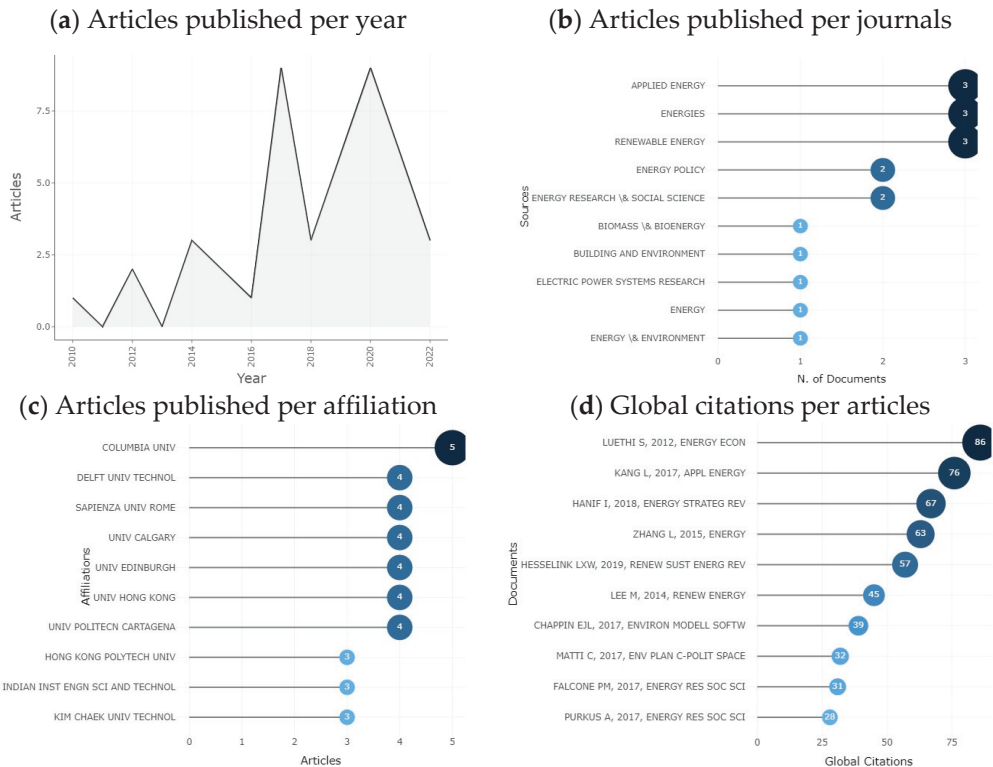 (a) Articles published per year
7.5
5.0
2.5
0.0
Articles
2010
2012
2014
2016
2017
2018
2020
2022
Year
(b) Articles published per journals
APPLIED ENERGY 3
ENERGIES 3
RENEWABLE ENERGY 3
ENERGY POLICY 2
ENERGY RESEARCH \& SOCIAL SCIENCE 2
BIOMASS \& BIOENERGY 1
BUILDING AND ENVIRONMENT 1
ELECTRIC POWER SYSTEMS RESEARCH 1
ENERGY 1
ENERGY \& ENVIRONMENT 1
Sources
0 1 2 3
N. of Documents
(c) Articles published per affiliation
COLUMBIA UNIV 5
DELFT UNIV TECHNOL 4
SAPIENZA UNIV ROME 4
UNIV CALGARY 4
UNIV EDINBURGH 4
UNIV HONG KONG 4
UNIV POLITECN CARTAGENA 4
HONG KONG POLYTECH UNIV 3
INDIAN INST ENGN SCI AND TECHNOL 3
KIM CHAEK UNIV TECHNOL 3
Affiliations
0 1 2 3 4 5
Articles
(d) Global citations per articles
LUETHI S, 2012, ENERGY ECON 86
KANG L, 2017, APPL ENERGY 76
HANIF I, 2018, ENERGY STRATEG REV 67
ZHANG L, 2015, ENERGY 63
HESSELINK LXW, 2019, RENEW SUST ENERG REV 57
LEE M, 2014, RENEW ENERGY 45
CHAPPIN EJL, 2017, ENVIRON MODELL SOFTW 39
MATTI C, 2017, ENV PLAN C-POLIT SPACE 32
FALCONE PM, 2017, ENERGY RES SOC SCI 31
PURKUS A, 2017, ENERGY RES SOC SCI 28
Documents
0 25 50 75
Global Citations